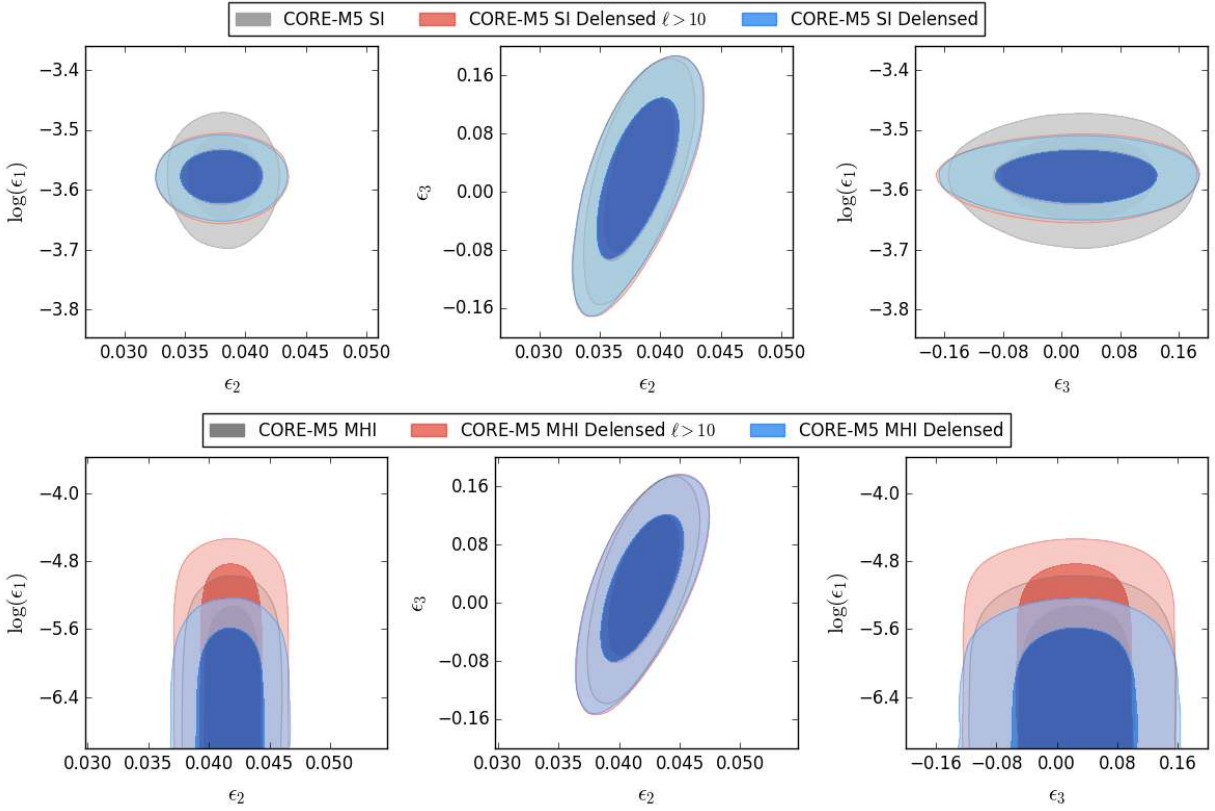 CORE-M5 SI CORE-M5 SI Delensed ℓ > 10 CORE-M5 SI Delensed
−3.4 0.16 −3.4
−3.5 0.08 −3.5
log(ϵ₁) −3.6 ϵ₃ 0.00 log(ϵ₁) −3.6
−3.7 −0.08 −3.7
−3.8 −0.16 −3.8
0.030 0.035 0.040 0.045 0.050 0.030 0.035 0.040 0.045 0.050 −0.16 −0.08 0.00 0.08 0.16
ϵ₂ ϵ₂ ϵ₃
CORE-M5 MHI CORE-M5 MHI Delensed ℓ > 10 CORE-M5 MHI Delensed
−4.0 0.16 −4.0
−4.8 0.08 −4.8
log(ϵ₁) −5.6 ϵ₃ 0.00 log(ϵ₁) −5.6
−0.08
−6.4 −0.16 −6.4
0.030 0.035 0.040 0.045 0.050 0.030 0.035 0.040 0.045 0.050 −0.16 −0.08 0.00 0.08 0.16
ϵ₂ ϵ₂ ϵ₃